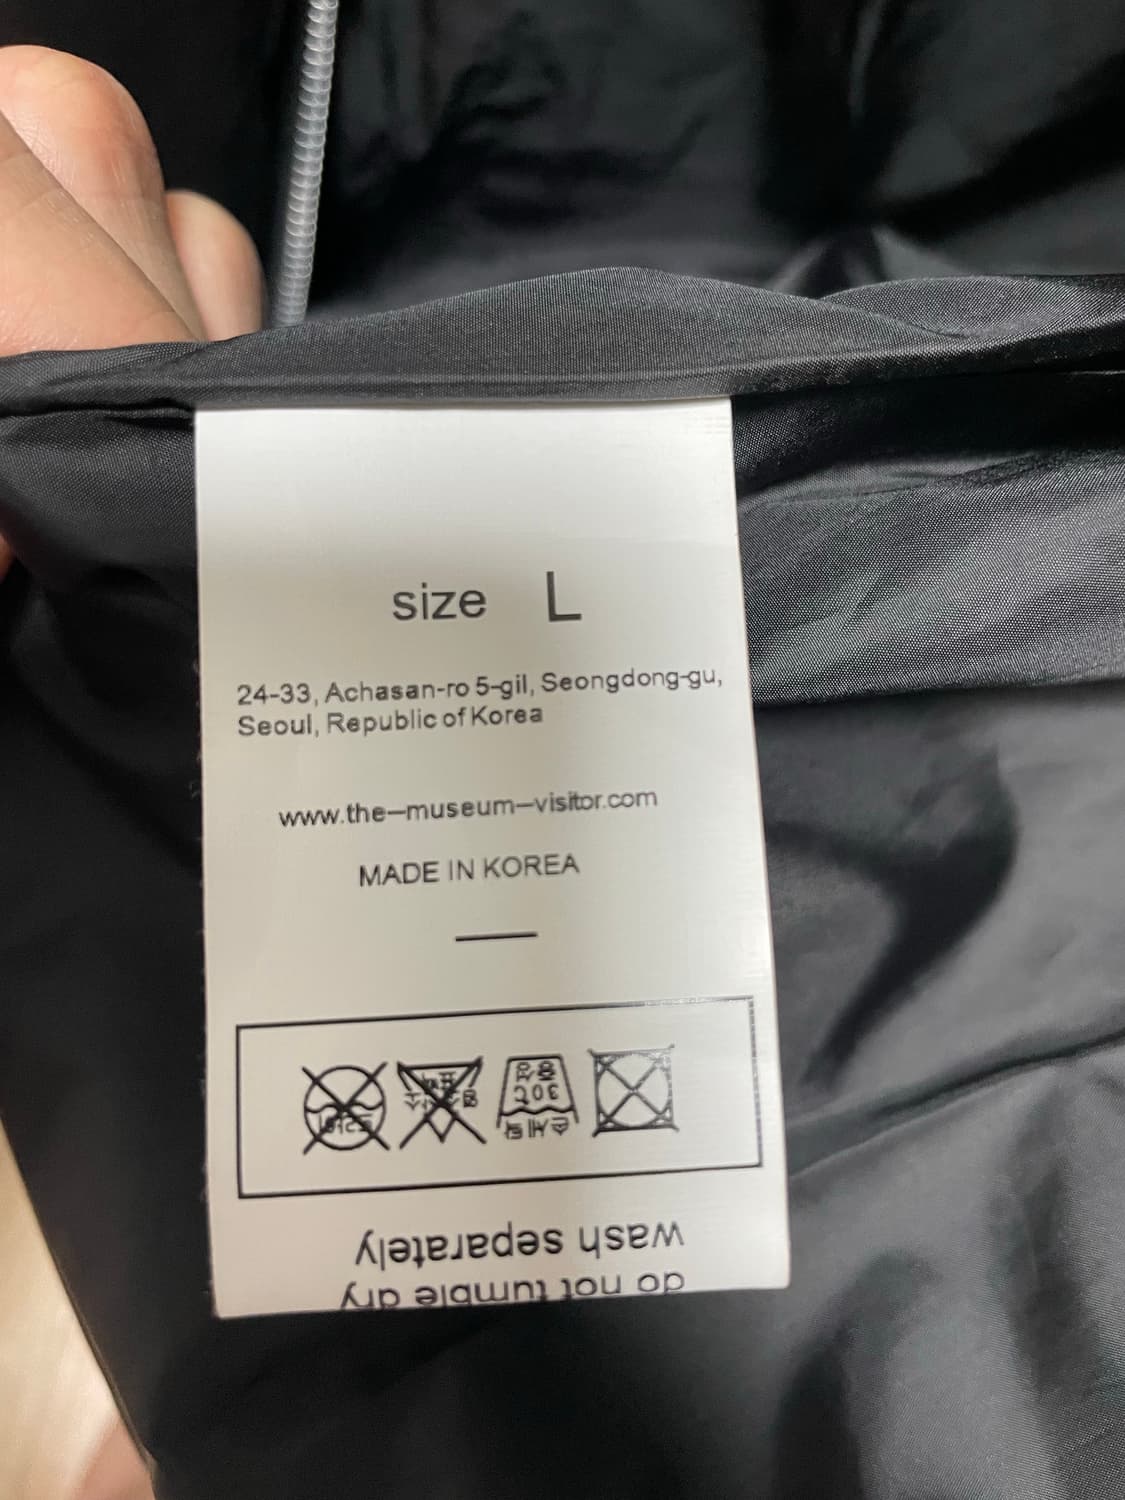 size L
24-33, Achasan-ro 5-gil, Seongdong-gu,
Seoul, Republic of Korea
www.the-museum-visitor.com
MADE IN KOREA
30℃
wash separately
do not tumble dry